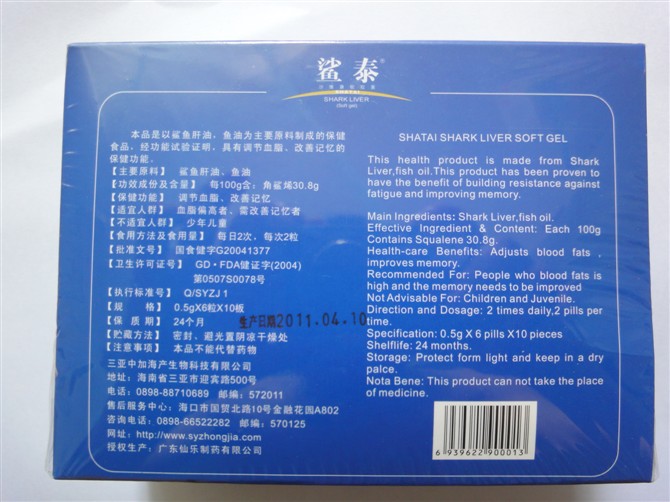 鲨泰®
SHARK LIVER
(Soft gel)
本品是以鲨鱼肝油、鱼油为主要原料制成的保健
食品，经功能试验证明，具有调节血脂、改善记忆的
保健功能。
【主要原料】 鲨鱼肝油、鱼油
【功效成份及含量】 每100g含：角鲨烯30.8g
【保健功能】 调节血脂、改善记忆
【适宜人群】 血脂偏高者、需改善记忆者
【不适宜人群】 少年儿童
【食用方法及食用量】 每日2次，每次2粒
【批准文号】 国食健字G20041377
【卫生许可证号】 GD·FDA健证字(2004)
第0507S0078号
【执行标准号】 Q/SYZJ 1
【规 格】 0.5gX6粒X10板
【保 质 期】 24个月
生产日期2011.04.10
【贮藏方法】 密封、避光置阴凉干燥处
【注意事项】 本品不能代替药物
三亚中加海产生物科技有限公司
地址：海南省三亚市迎宾路500号
电话：0898-88710689 邮编：572011
售后服务中心：海口市国贸北路10号金融花园A802
咨询电话：0898-66522282 邮编：570125
网址：http://www.syzhongjia.com
授权生产：广东仙乐制药有限公司
SHATAI SHARK LIVER SOFT GEL
This health product is made from Shark
Liver,fish oil.This product has been proven to
have the benefit of building resistance against
fatigue and improving memory.
Main Ingredients: Shark Liver,fish oil.
Effective Ingredient & Content: Each 100g
Contains Squalene 30.8g.
Health-care Benefits: Adjusts blood fats ,
improves memory.
Recommended For: People who blood fats is
high and the memory needs to be improved
Not Advisable For: Children and Juvenile.
Direction and Dosage: 2 times daily,2 pills per
time.
Specification: 0.5g X 6 pills X10 pieces
Shelflife: 24 months.
Storage: Protect form light and keep in a dry
palce.
Nota Bene: This product can not take the place
of medicine.
6 939622 900013